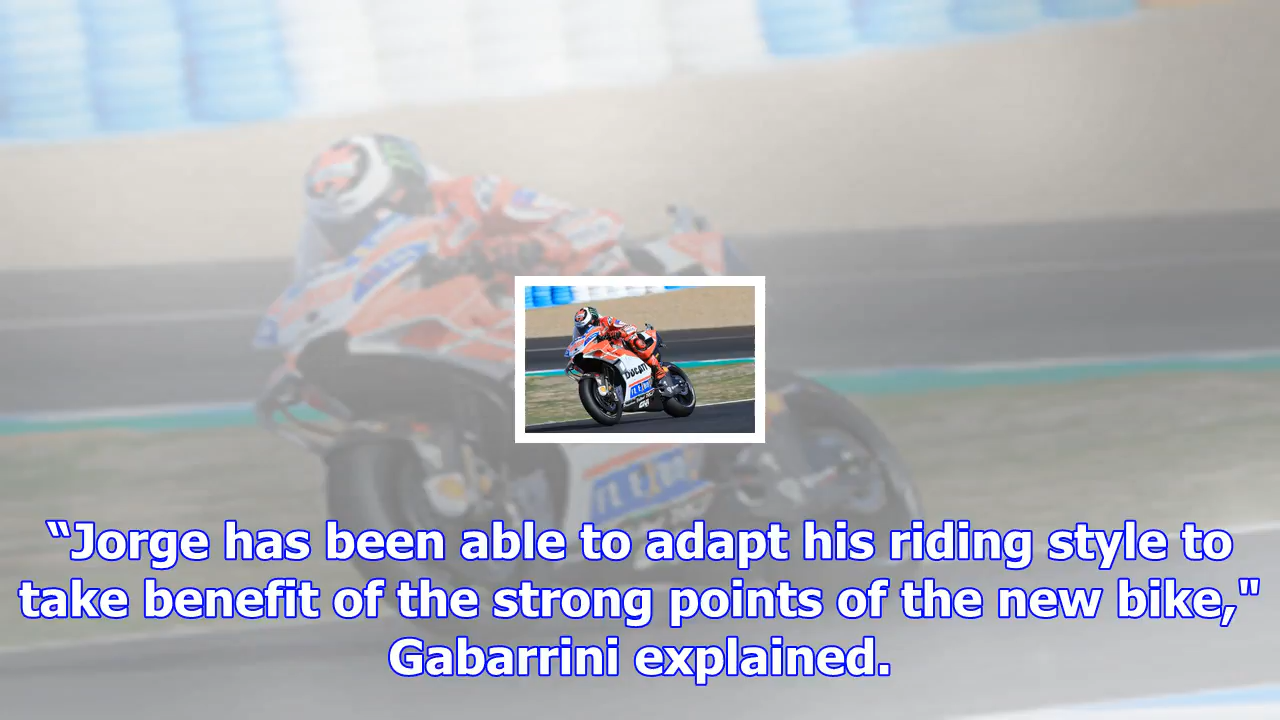 DUCATI
“Jorge has been able to adapt his riding style to
take benefit of the strong points of the new bike,"
Gabarrini explained.